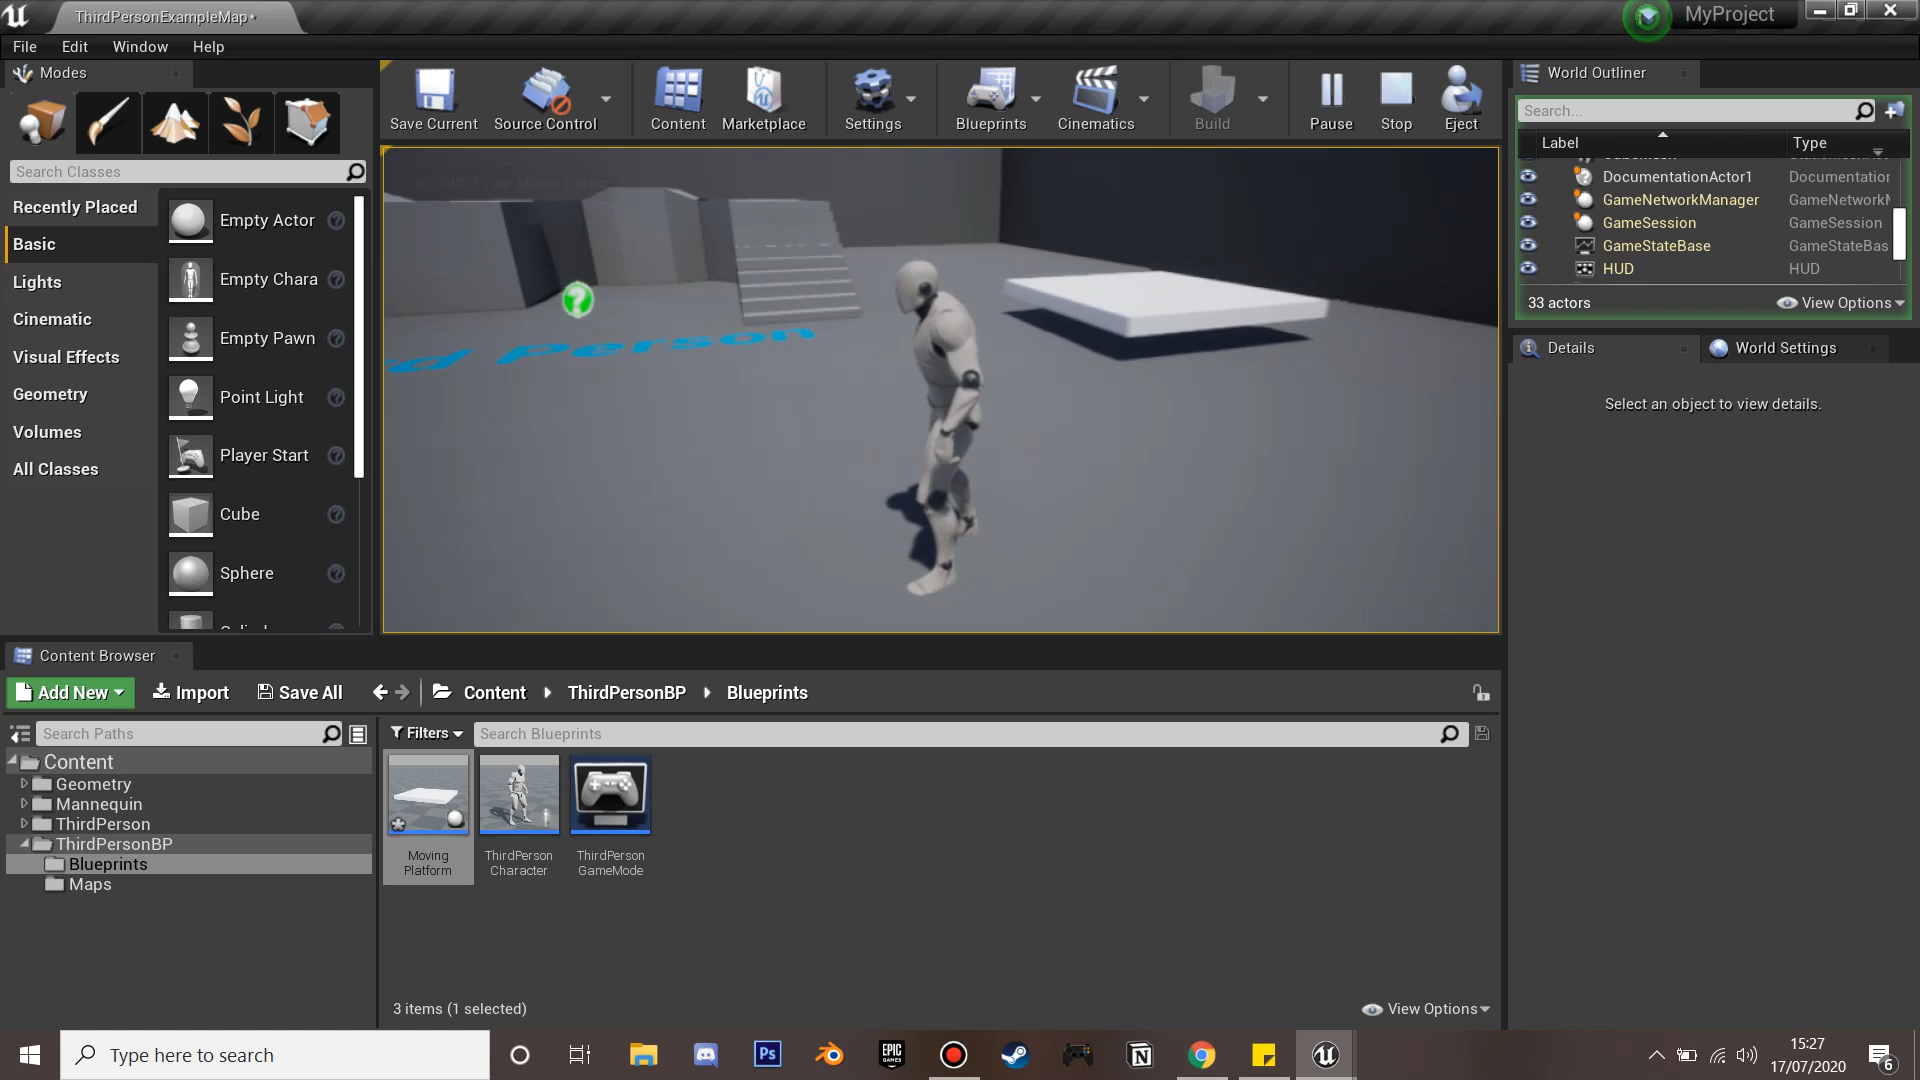 ThirdPersonExampleMap*
MyProject
File Edit Window Help
Modes
Search Classes
Recently Placed
Basic
Lights
Cinematic
Visual Effects
Geometry
Volumes
All Classes
Empty Actor
Empty Chara
Empty Pawn
Point Light
Player Start
Cube
Sphere
Save Current
Source Control
Content
Marketplace
Settings
Blueprints
Cinematics
Build
Pause
Stop
Eject
d Person
World Outliner
Search...
Label Type
DocumentationActor1 Documentation
GameNetworkManager GameNetworkM
GameSession GameSession
GameStateBase GameStateBas
HUD HUD
33 actors
View Options
Details
World Settings
Select an object to view details.
Content Browser
Add New Import Save All Content ThirdPersonBP Blueprints
Search Paths
Filters
Search Blueprints
Content
Geometry
Mannequin
ThirdPerson
ThirdPersonBP
Blueprints
Maps
Moving
Platform
ThirdPerson
Character
ThirdPerson
GameMode
3 items (1 selected)
View Options
Type here to search
Ps
EPIC
GAMES
15:27
17/07/2020
6